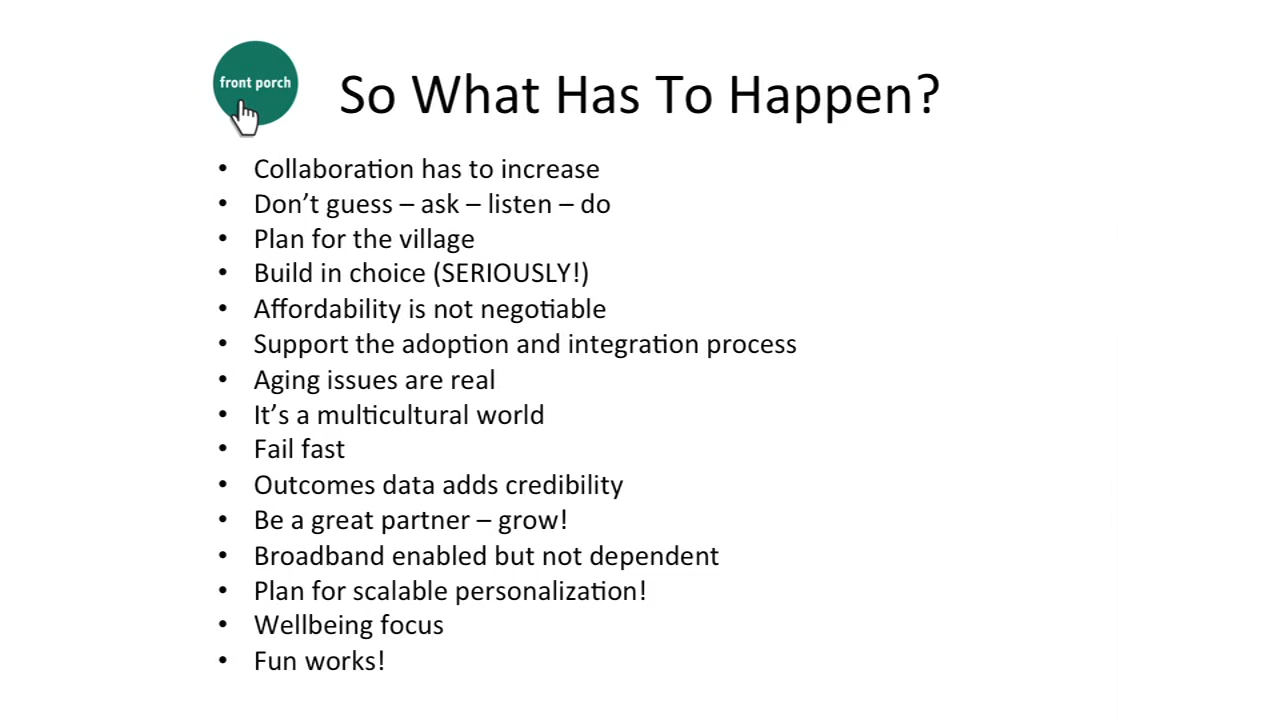 front porch
So What Has To Happen?
• Collaboration has to increase
• Don’t guess – ask – listen – do
• Plan for the village
• Build in choice (SERIOUSLY!)
• Affordability is not negotiable
• Support the adoption and integration process
• Aging issues are real
• It’s a multicultural world
• Fail fast
• Outcomes data adds credibility
• Be a great partner – grow!
• Broadband enabled but not dependent
• Plan for scalable personalization!
• Wellbeing focus
• Fun works!